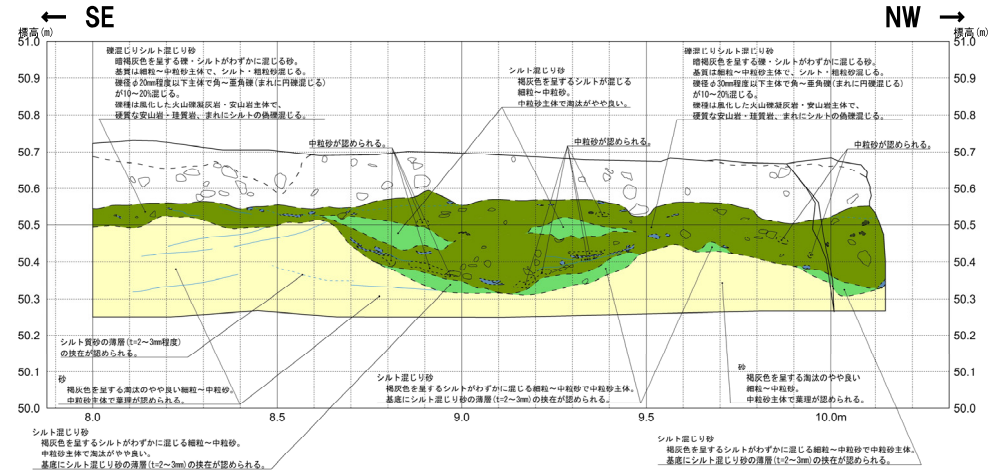 ← SE
NW →
標高(m)
標高(m)
51.0
50.9
50.8
50.7
50.6
50.5
50.4
50.3
50.2
50.1
50.0
51.0
50.9
50.8
50.7
50.6
50.5
50.4
50.3
50.2
50.1
50.0
8.0
8.5
9.0
9.5
10.0m
礫混じりシルト混じり砂
暗褐灰色を呈する礫・シルトがわずかに混じる砂。
基質は細粒～中粒砂主体で、シルト・粗粒砂混じる。
礫径φ20mm程度以下主体で角～亜角礫(まれに円礫混じる)
が10～20%混じる。
礫種は風化した火山礫凝灰岩・安山岩主体で、
硬質な安山岩・珪質岩、まれにシルトの偽礫混じる。
シルト混じり砂
褐灰色を呈するシルトが混じる
細粒～中粒砂。
中粒砂主体で淘汰がやや良い。
礫混じりシルト混じり砂
暗褐灰色を呈する礫・シルトがわずかに混じる砂。
基質は細粒～中粒砂主体で、シルト・粗粒砂混じる。
礫径φ30mm程度以下主体で角～亜角礫(まれに円礫混じる)
が10～20%混じる。
礫種は風化した火山礫凝灰岩・安山岩主体で、
硬質な安山岩・珪質岩、まれにシルトの偽礫混じる。
中粒砂が認められる。
中粒砂が認められる。
中粒砂が認められる。
シルト質砂の薄層(t=2～3mm程度)
の挟在が認められる。
砂
褐灰色を呈する淘汰のやや良い細粒～中粒砂。
中粒砂主体で葉理が認められる。
シルト混じり砂
褐灰色を呈するシルトがわずかに混じる細粒～中粒砂で中粒砂主体。
基底にシルト混じり砂の薄層(t=2～3mm)の挟在が認められる。
砂
褐灰色を呈する淘汰のやや良い
細粒～中粒砂。
中粒砂主体で葉理が認められる。
シルト混じり砂
褐灰色を呈するシルトがわずかに混じる細粒～中粒砂。
中粒砂主体で淘汰がやや良い。
基底にシルト混じり砂の薄層(t=2～3mm)の挟在が認められる。
シルト混じり砂
褐灰色を呈するシルトがわずかに混じる細粒～中粒砂で中粒砂主体。
基底にシルト混じり砂の薄層(t=2～3mm)の挟在が認められる。